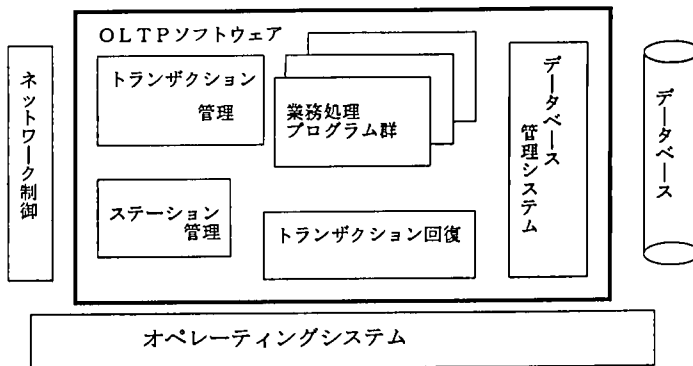 OLTPソフトウェア
ネットワーク制御
トランザクション
管理
業務処理
プログラム群
データベース
管理システム
データベース
ステーション
管理
トランザクション回復
オペレーティングシステム